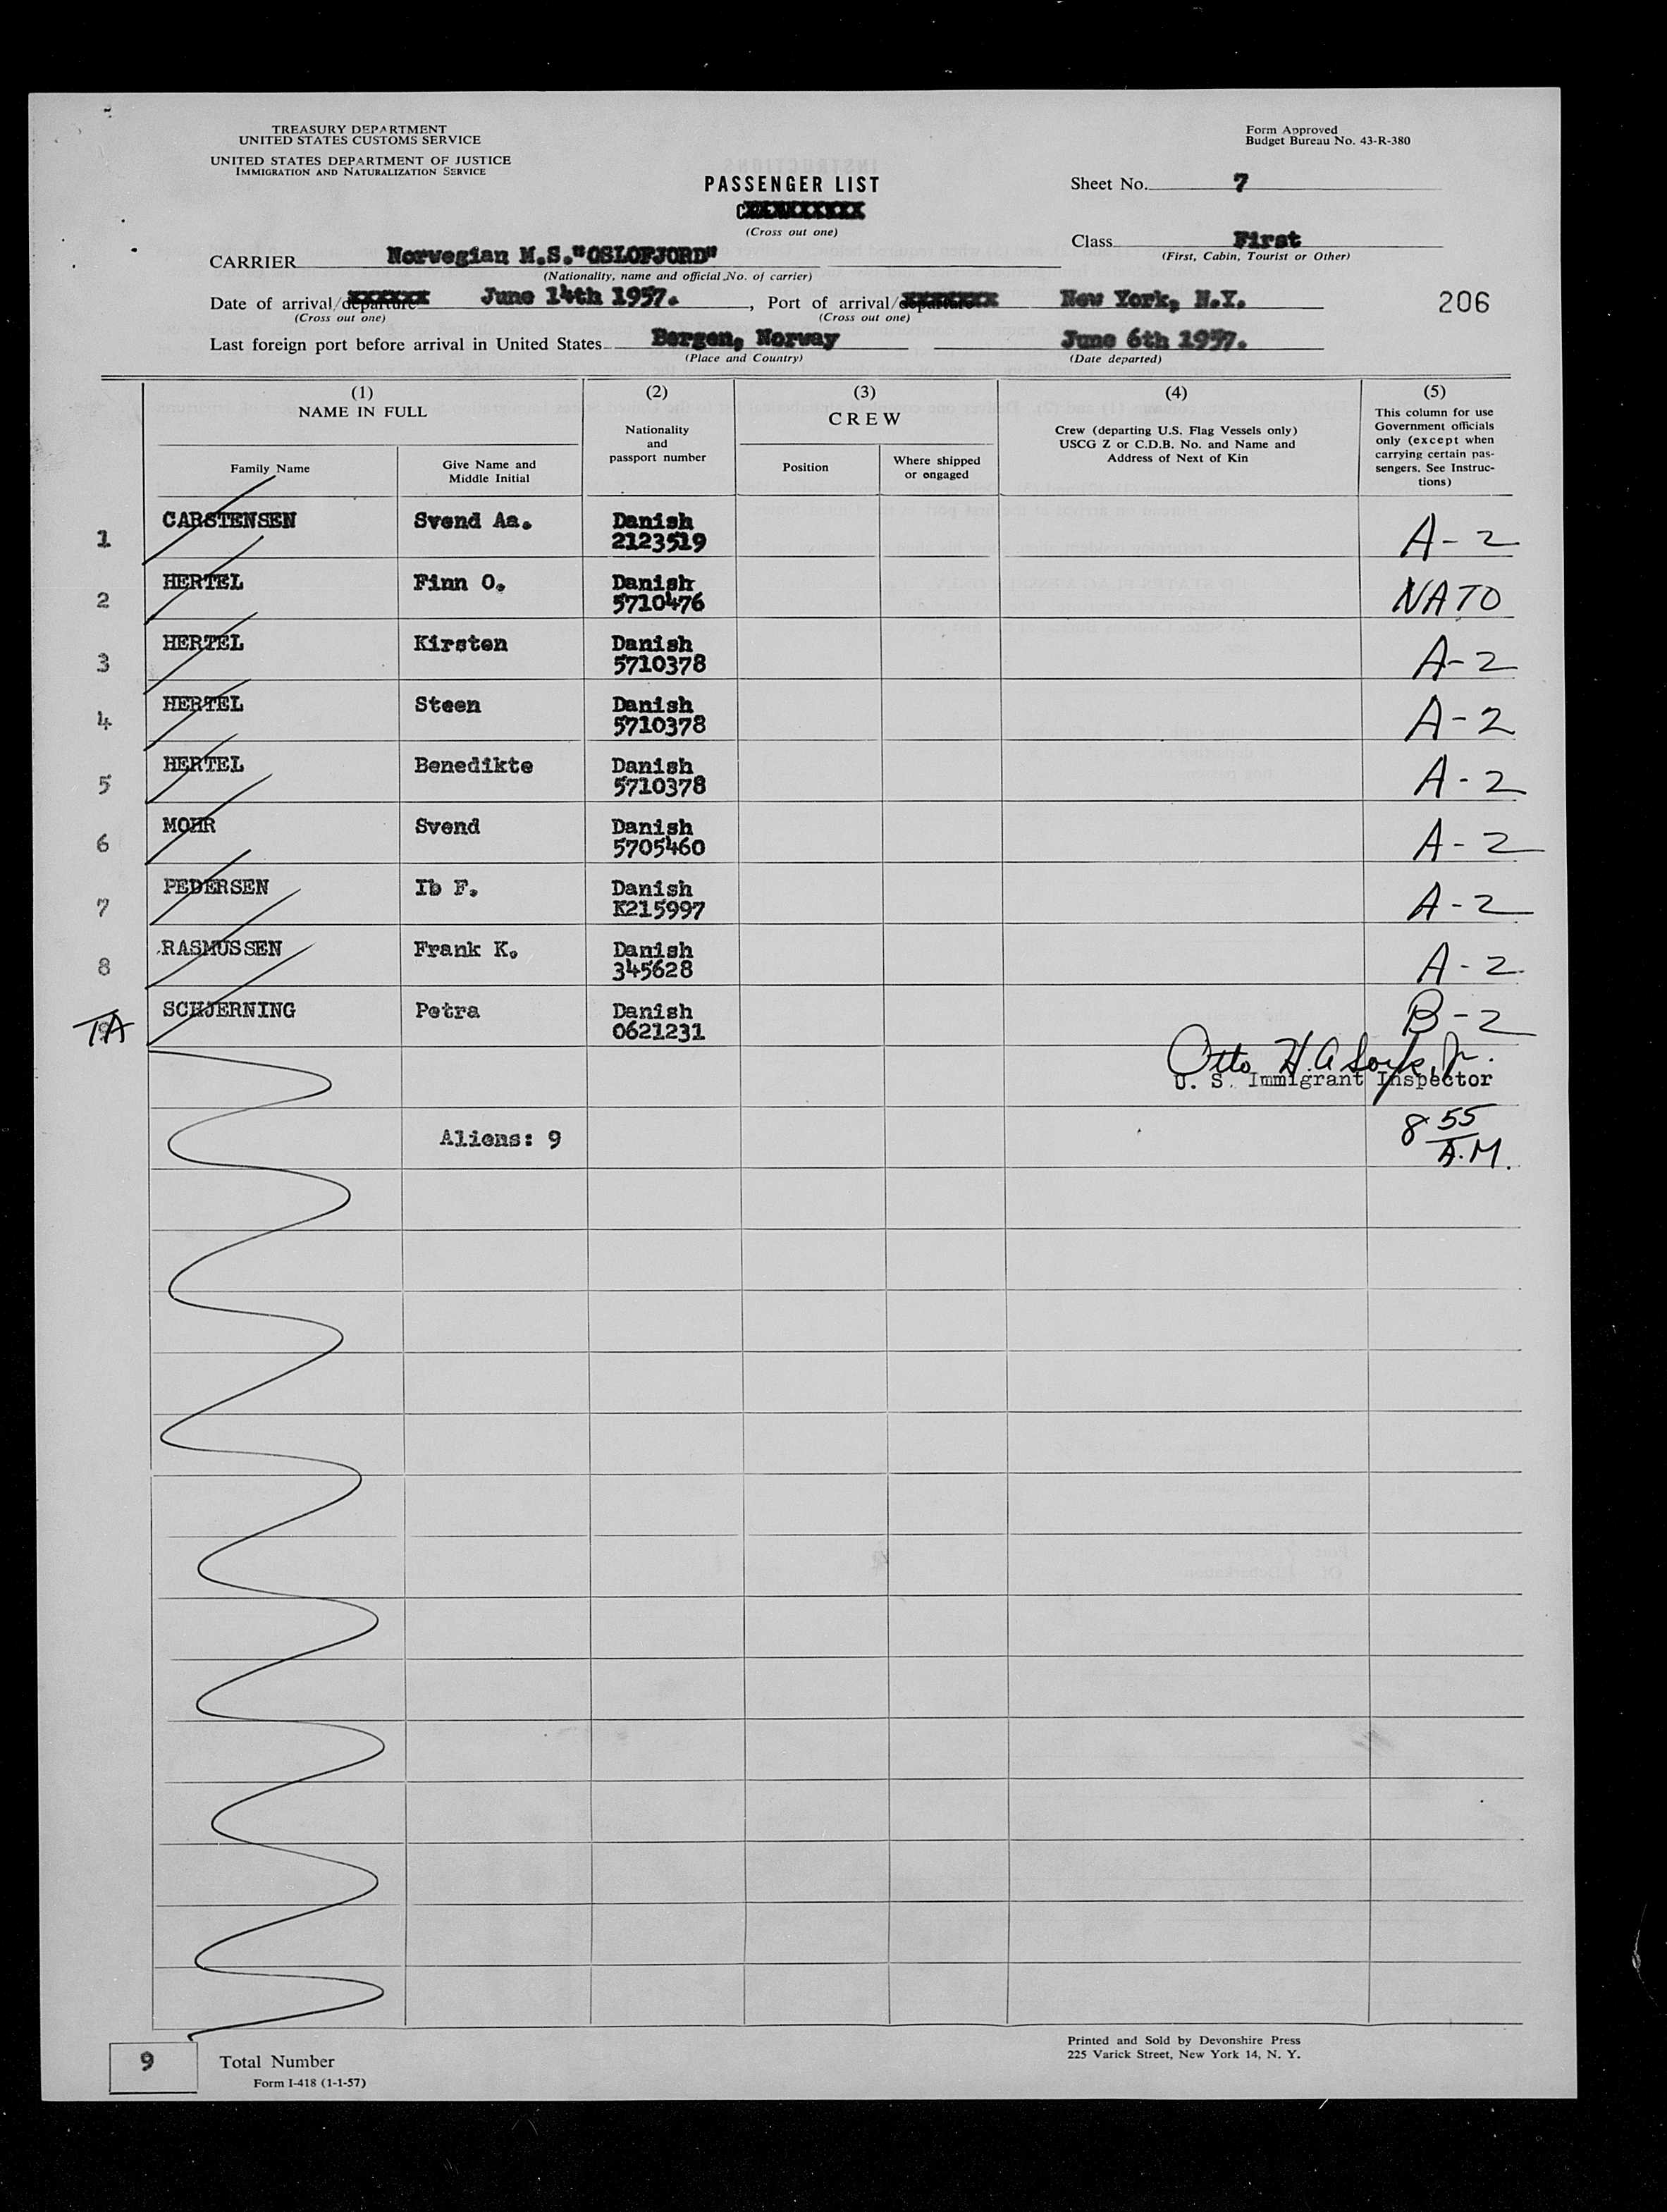 TREASURY DEPARTMENT
UNITED STATES CUSTOMS SERVICE
UNITED STATES DEPARTMENT OF JUSTICE
IMMIGRATION AND NATURALIZATION SERVICE
Form Approved
Budget Bureau No. 43-R-380
PASSENGER LIST
(Cross out one)
Sheet No. 7
Class First
(First, Cabin, Tourist or Other)
CARRIER Norwegian M.S."OSLOFJORD"
(Nationality, name and official No. of carrier)
Date of arrival/departure June 14th 1957. , Port of arrival/departure New York, N.Y.
(Cross out one) (Cross out one)
206
Last foreign port before arrival in United States Bergen, Norway June 6th 1957.
(Place and Country) (Date departed)
(1) (2) (3) (4) (5)
NAME IN FULL
Family Name
Give Name and
Middle Initial
Nationality
and
passport number
CREW
Position
Where shipped
or engaged
Crew (departing U.S. Flag Vessels only)
USCG Z or C.D.B. No. and Name and
Address of Next of Kin
This column for use
Government officials
only (except when
carrying certain pas-
sengers. See Instruc-
tions)
1 CARSTENSEN Svend Aa. Danish
2123519 A-2
2 HERTEL Finn O. Danish
5710476 NATO
3 HERTEL Kirsten Danish
5710378 A-2
4 HERTEL Steen Danish
5710378 A-2
5 HERTEL Benedikte Danish
5710378 A-2
6 MOHR Svend Danish
5705460 A-2
7 PEDERSEN Ib F. Danish
K215997 A-2
8 RASMUSSEN Frank K. Danish
345628 A-2
9 TA SCHJERNING Petra Danish
0621231 B-2
Otto H.
U. S. Immigrant Inspector
Aliens: 9
8 55
A.M.
9 Total Number
Form I-418 (1-1-57)
Printed and Sold by Devonshire Press
225 Varick Street, New York 14, N. Y.